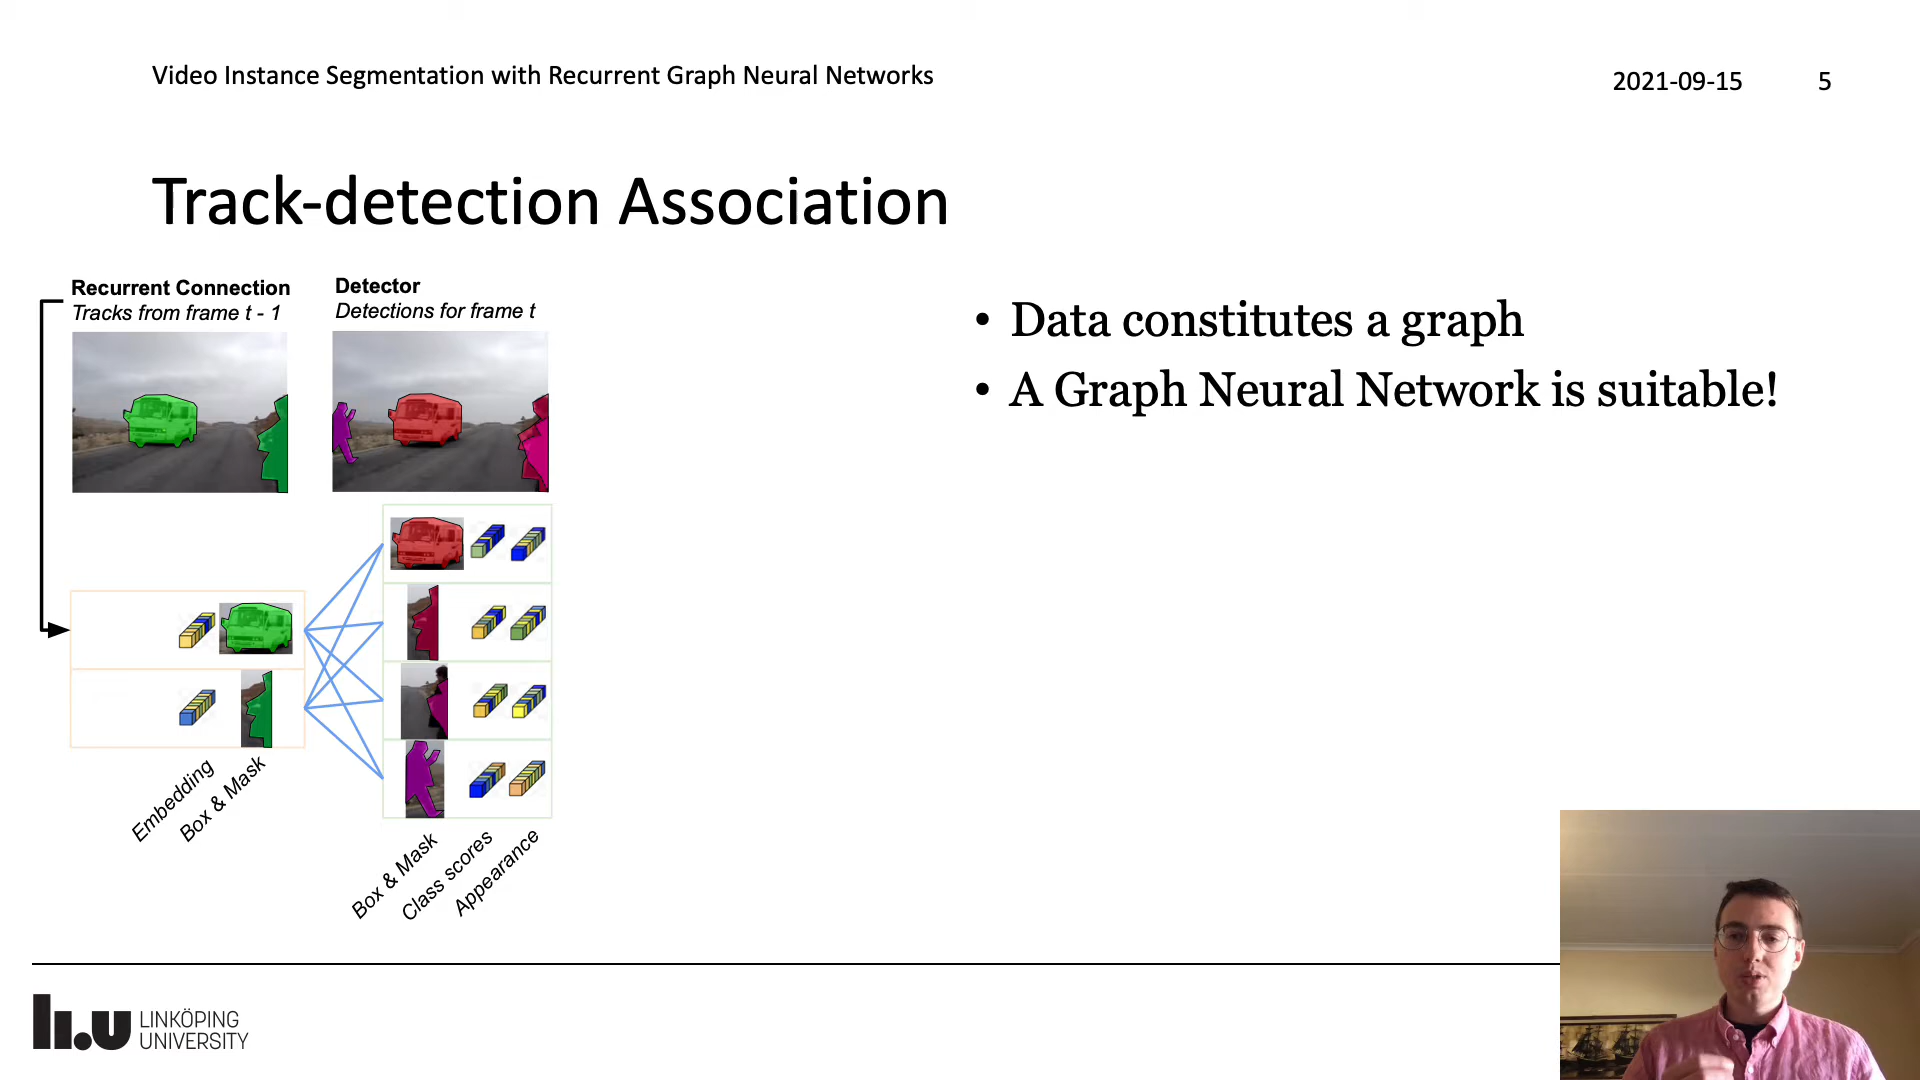 Video Instance Segmentation with Recurrent Graph Neural Networks
2021-09-15
5
Track-detection Association
Recurrent Connection
Tracks from frame t - 1
Detector
Detections for frame t
• Data constitutes a graph
• A Graph Neural Network is suitable!
Embedding
Box & Mask
Box & Mask
Class scores
Appearance
li.u LINKÖPING
UNIVERSITY